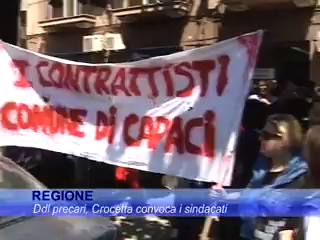 I CONTRATTISTI
COMUNE DI CAPACI
REGIONE
Ddl precari, Crocetta convoca i sindacati